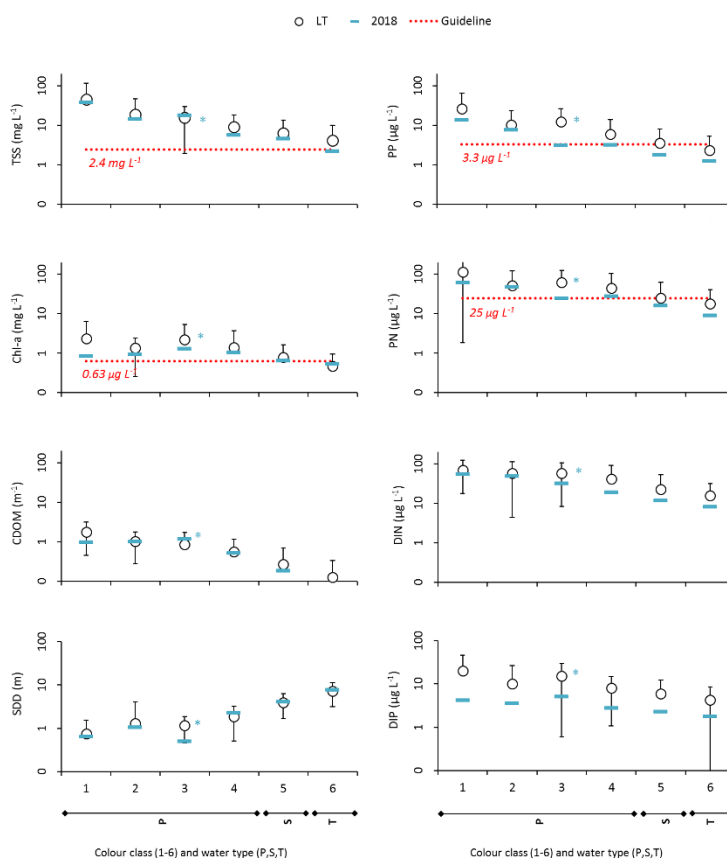 LT 2018 Guideline
TSS (mg L⁻¹)
100
10
1
0
2.4 mg L⁻¹
*
PP (µg L⁻¹)
100
10
1
0
3.3 µg L⁻¹
*
Chl-a (mg L⁻¹)
100
10
1
0
0.63 µg L⁻¹
*
PN (µg L⁻¹)
100
10
1
0
25 µg L⁻¹
*
CDOM (m⁻¹)
100
10
1
0
*
DIN (µg L⁻¹)
100
10
1
0
*
SDD (m)
100
10
1
0
*
1 2 3 4 5 6
P S T
Colour class (1-6) and water type (P,S,T)
DIP (µg L⁻¹)
100
10
1
0
*
1 2 3 4 5 6
P S T
Colour class (1-6) and water type (P,S,T)